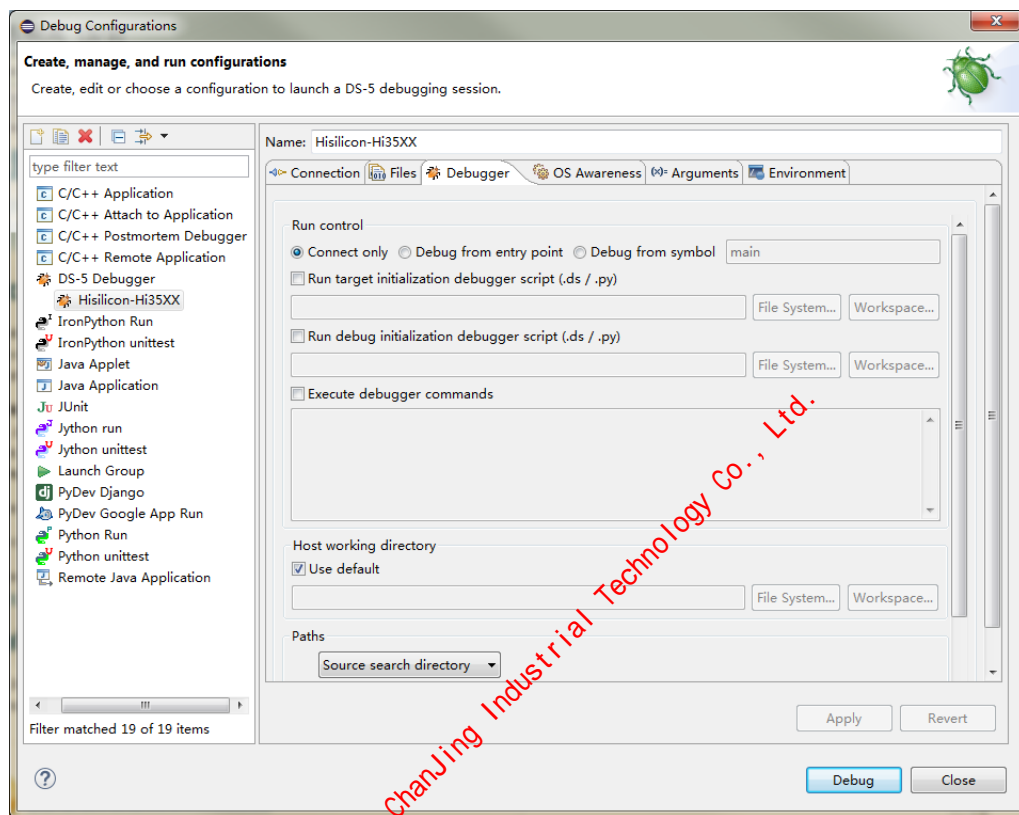 Debug Configurations
Create, manage, and run configurations
Create, edit or choose a configuration to launch a DS-5 debugging session.
type filter text
C/C++ Application
C/C++ Attach to Application
C/C++ Postmortem Debugger
C/C++ Remote Application
DS-5 Debugger
Hisilicon-Hi35XX
IronPython Run
IronPython unittest
Java Applet
Java Application
JUnit
Jython run
Jython unittest
Launch Group
PyDev Django
PyDev Google App Run
Python Run
Python unittest
Remote Java Application
Filter matched 19 of 19 items
Name: Hisilicon-Hi35XX
Connection Files Debugger OS Awareness Arguments Environment
Run control
Connect only Debug from entry point Debug from symbol main
Run target initialization debugger script (.ds / .py)
File System... Workspace...
Run debug initialization debugger script (.ds / .py)
File System... Workspace...
Execute debugger commands
Host working directory
Use default
File System... Workspace...
Paths
Source search directory
Apply Revert
Debug Close
ChanJing Industrial Technology Co., Ltd.